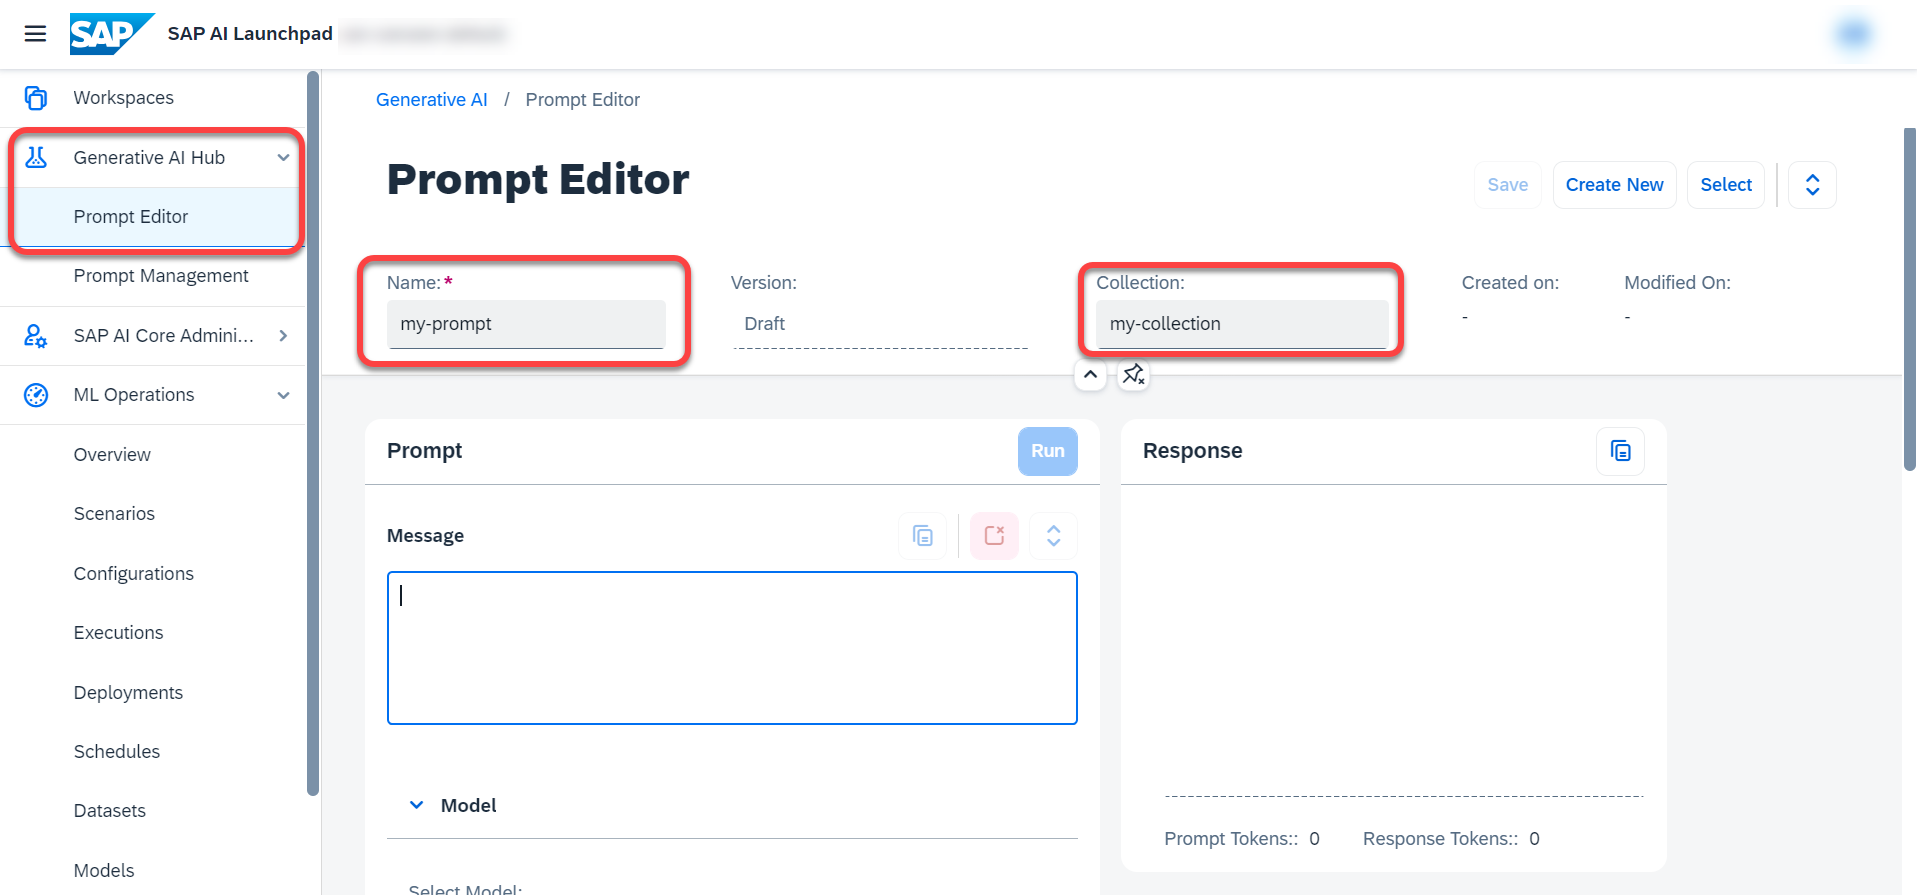 SAP SAP AI Launchpad
Workspaces
Generative AI Hub
Prompt Editor
Prompt Management
SAP AI Core Admini...
ML Operations
Overview
Scenarios
Configurations
Executions
Deployments
Schedules
Datasets
Models
Generative AI / Prompt Editor
Prompt Editor
Save Create New Select
Name:* Version: Collection: Created on: Modified On:
my-prompt Draft my-collection - -
Prompt Run
Message
Model
Select Model:
Response
Prompt Tokens:: 0 Response Tokens:: 0